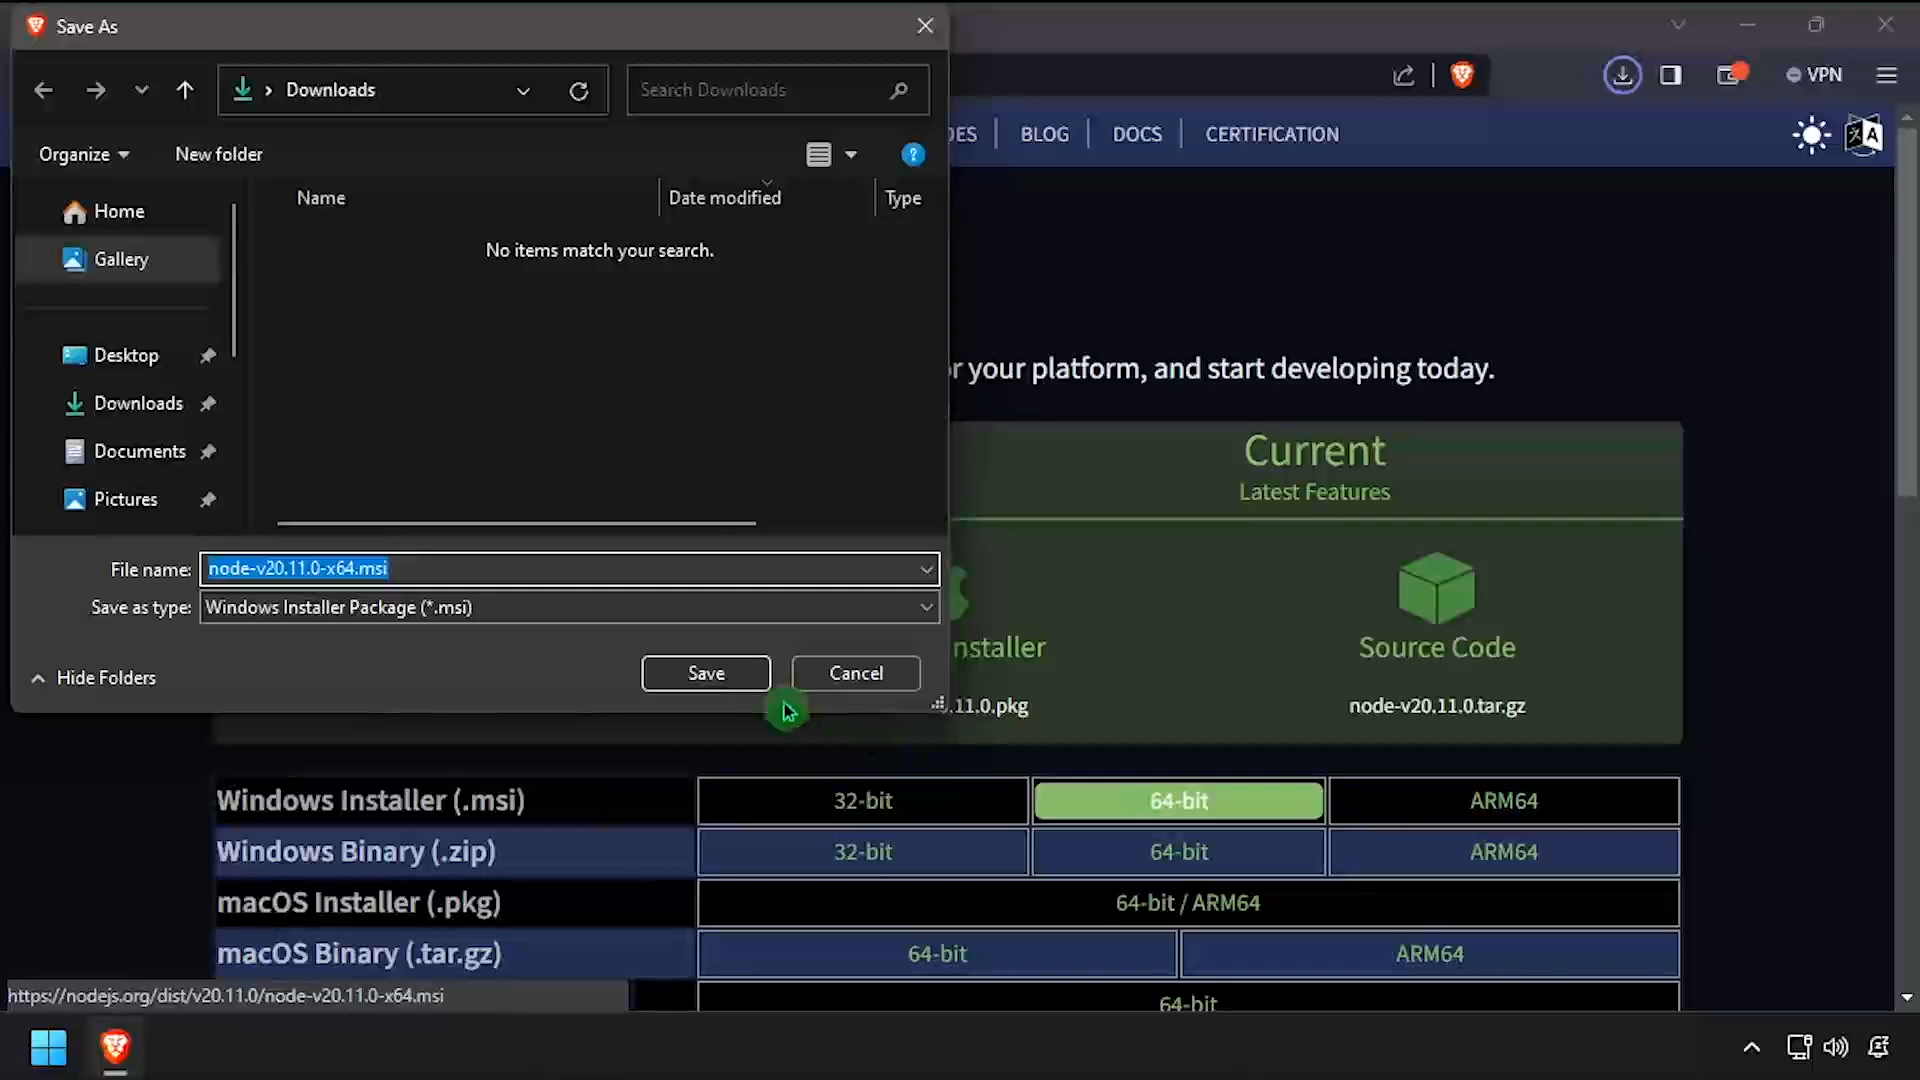 Save As
Downloads
Search Downloads
VPN
DES
BLOG
DOCS
CERTIFICATION
Organize
New folder
?
Name
Date modified
Type
Home
Gallery
No items match your search.
Desktop
Downloads
Documents
Pictures
r your platform, and start developing today.
Current
Latest Features
File name:
node-v20.11.0-x64.msi
Save as type:
Windows Installer Package (*.msi)
nstaller
Source Code
Hide Folders
Save
Cancel
.11.0.pkg
node-v20.11.0.tar.gz
Windows Installer (.msi)
32-bit
64-bit
ARM64
Windows Binary (.zip)
32-bit
64-bit
ARM64
macOS Installer (.pkg)
64-bit / ARM64
macOS Binary (.tar.gz)
64-bit
ARM64
https://nodejs.org/dist/v20.11.0/node-v20.11.0-x64.msi
64-bit